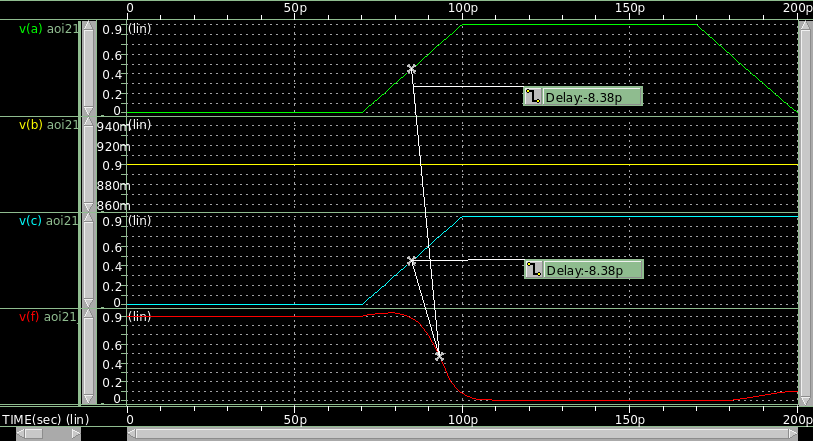 0 50p 100p 150p 200p
v(a) aoi21 0.9 (lin)
0.6
0.4
0.2
0
Delay:-8.38p
v(b) aoi21 940m (lin)
920m
0.9
880m
860m
v(c) aoi21 0.9 (lin)
0.6
0.4
0.2
0
Delay:-8.38p
v(f) aoi21 0.9 (lin)
0.6
0.4
0.2
0
TIME(sec) (lin) 0 50p 100p 150p 200p